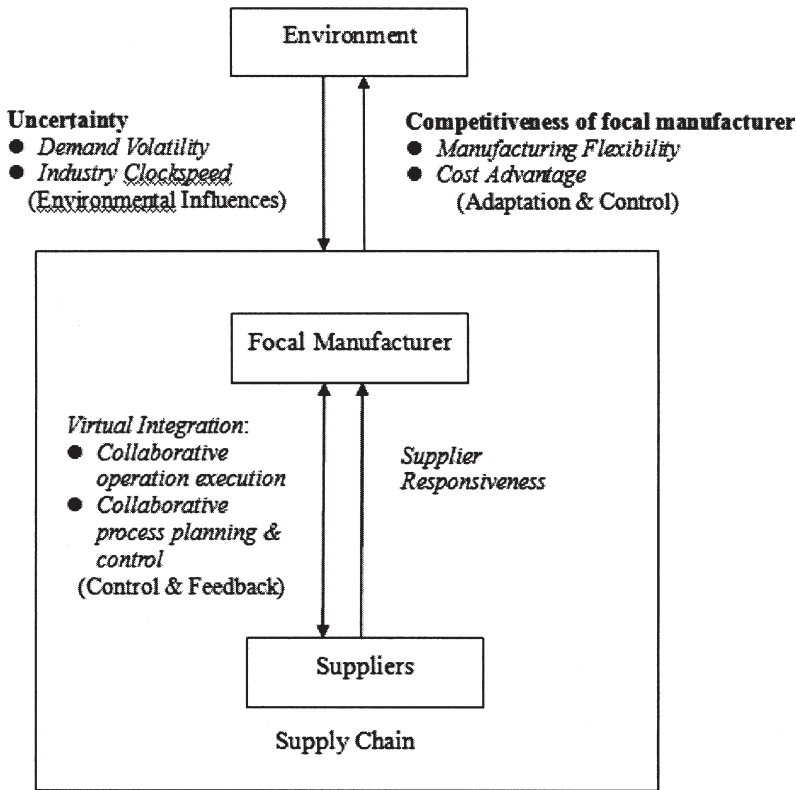 Environment
Uncertainty
● Demand Volatility
● Industry Clockspeed
(Environmental Influences)
Competitiveness of focal manufacturer
● Manufacturing Flexibility
● Cost Advantage
(Adaptation & Control)
Focal Manufacturer
Virtual Integration:
● Collaborative
operation execution
● Collaborative
process planning &
control
(Control & Feedback)
Supplier
Responsiveness
Suppliers
Supply Chain